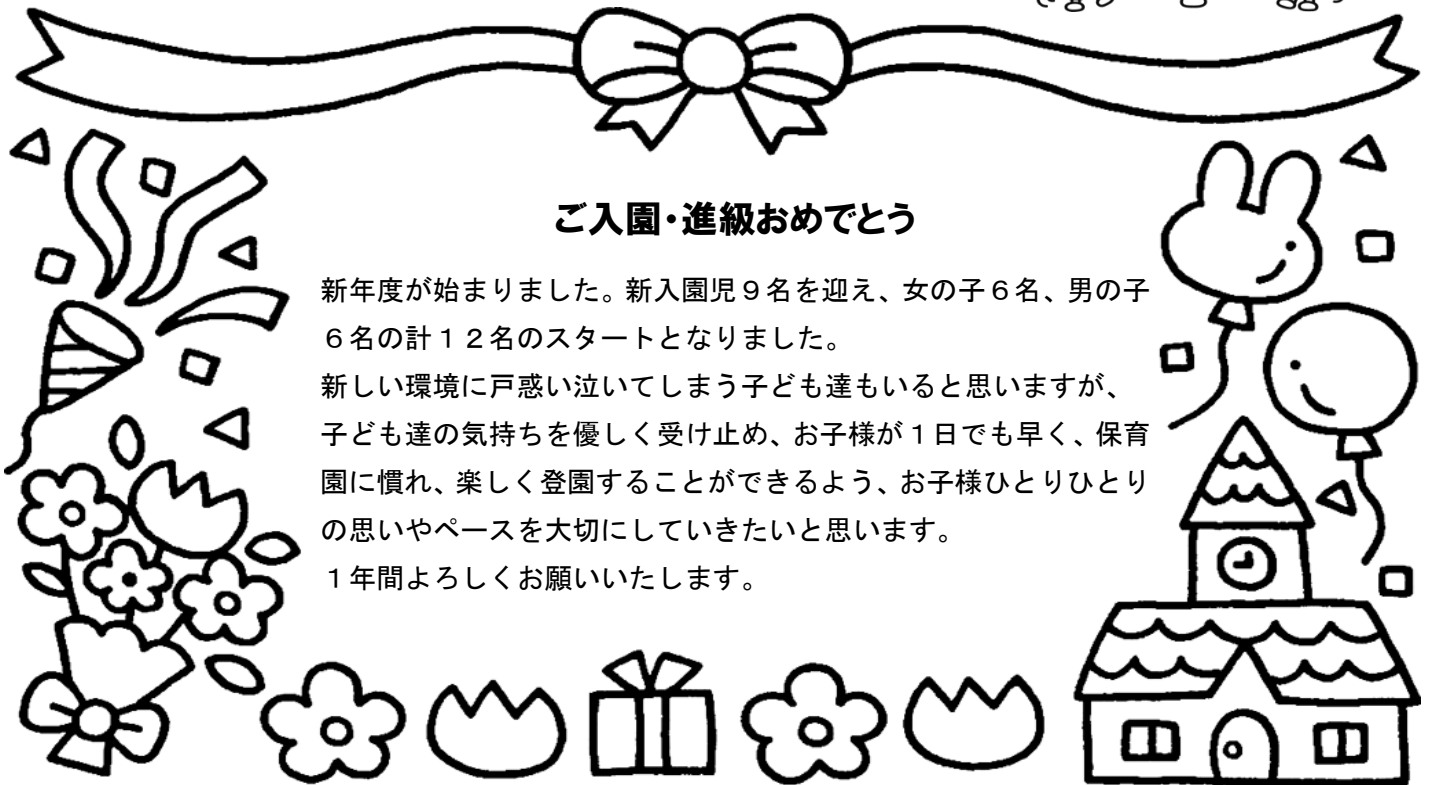 ご入園・進級おめでとう
新年度が始まりました。新入園児９名を迎え、女の子６名、男の子
６名の計１２名のスタートとなりました。
新しい環境に戸惑い泣いてしまう子ども達もいると思いますが、
子ども達の気持ちを優しく受け止め、お子様が１日でも早く、保育
園に慣れ、楽しく登園することができるよう、お子様ひとりひとり
の思いやペースを大切にしていきたいと思います。
１年間よろしくお願いいたします。